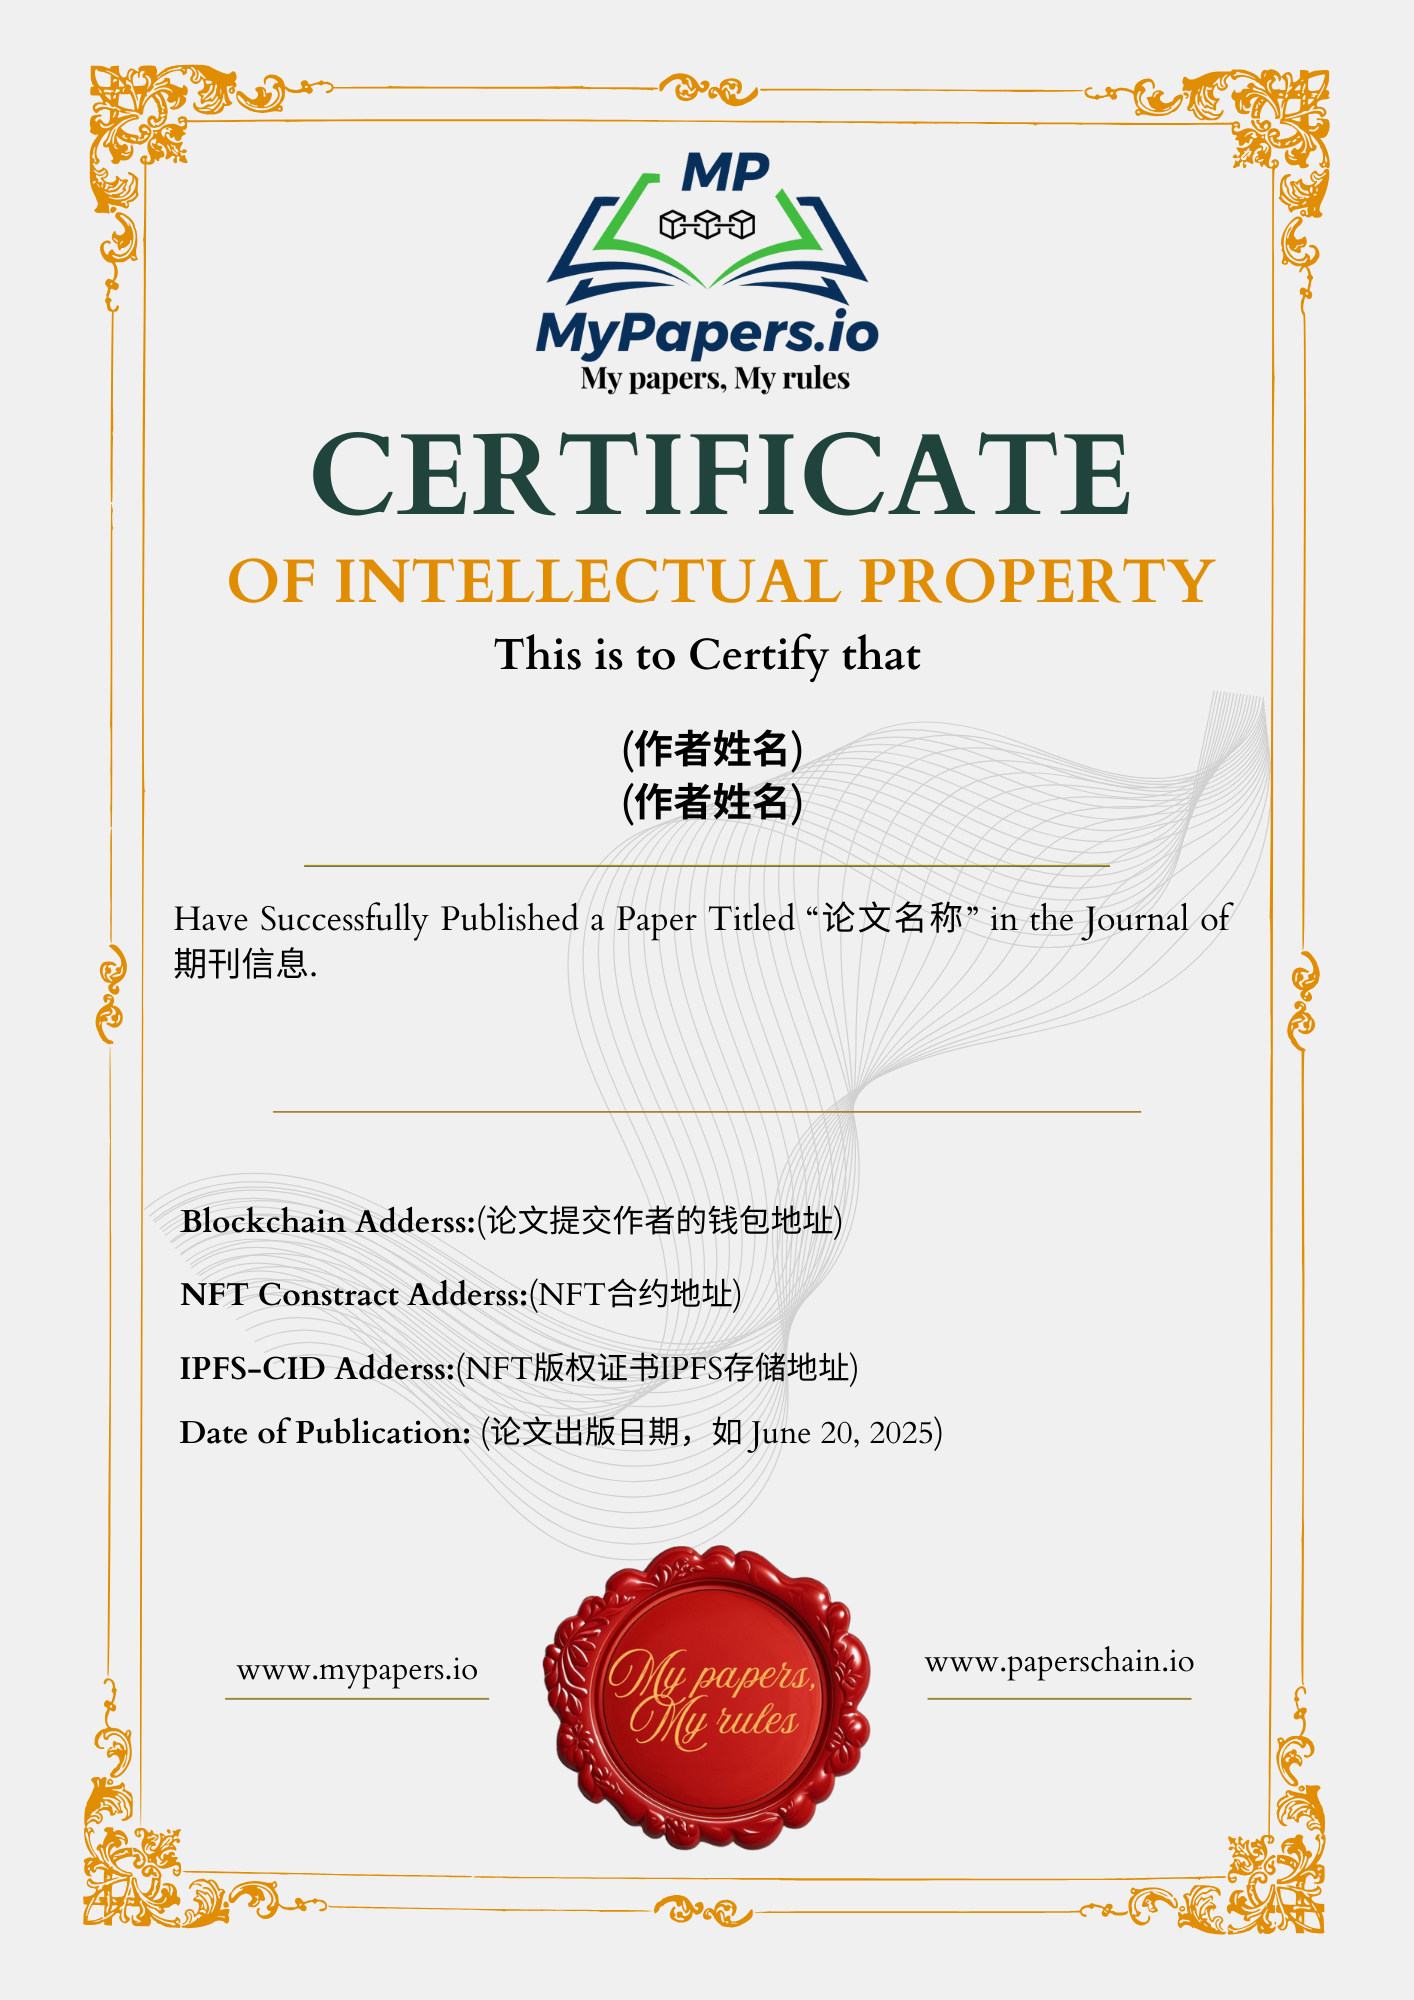 MP
MyPapers.io
My papers, My rules
CERTIFICATE
OF INTELLECTUAL PROPERTY
This is to Certify that
(作者姓名)
(作者姓名)
Have Successfully Published a Paper Titled “论文名称” in the Journal of
期刊信息.
Blockchain Adderss:(论文提交作者的钱包地址)
NFT Constract Adderss:(NFT合约地址)
IPFS-CID Adderss:(NFT版权证书IPFS存储地址)
Date of Publication: (论文出版日期，如 June 20, 2025)
www.mypapers.io
My papers,
My rules
www.paperschain.io